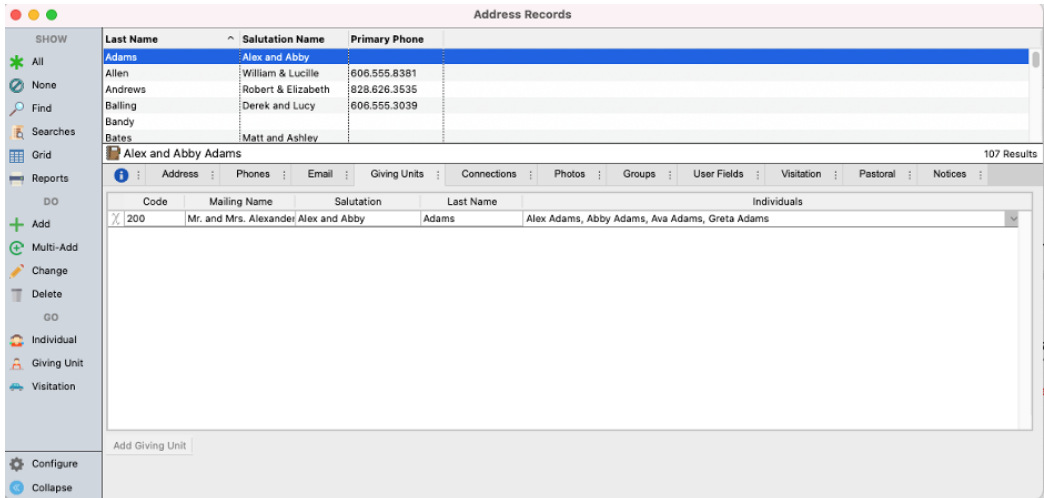 Address Records
SHOW
All
None
Find
Searches
Grid
Reports
DO
Add
Multi-Add
Change
Delete
GO
Individual
Giving Unit
Visitation
Configure
Collapse
Last Name Salutation Name Primary Phone
Adams Alex and Abby
Allen William & Lucille 606.555.8381
Andrews Robert & Elizabeth 828.626.3535
Balling Derek and Lucy 606.555.3039
Bandy
Bates Matt and Ashley
Alex and Abby Adams 107 Results
Address Phones Email Giving Units Connections Photos Groups User Fields Visitation Pastoral Notices
Code Mailing Name Salutation Last Name Individuals
200 Mr. and Mrs. Alexander Alex and Abby Adams Alex Adams, Abby Adams, Ava Adams, Greta Adams
Add Giving Unit